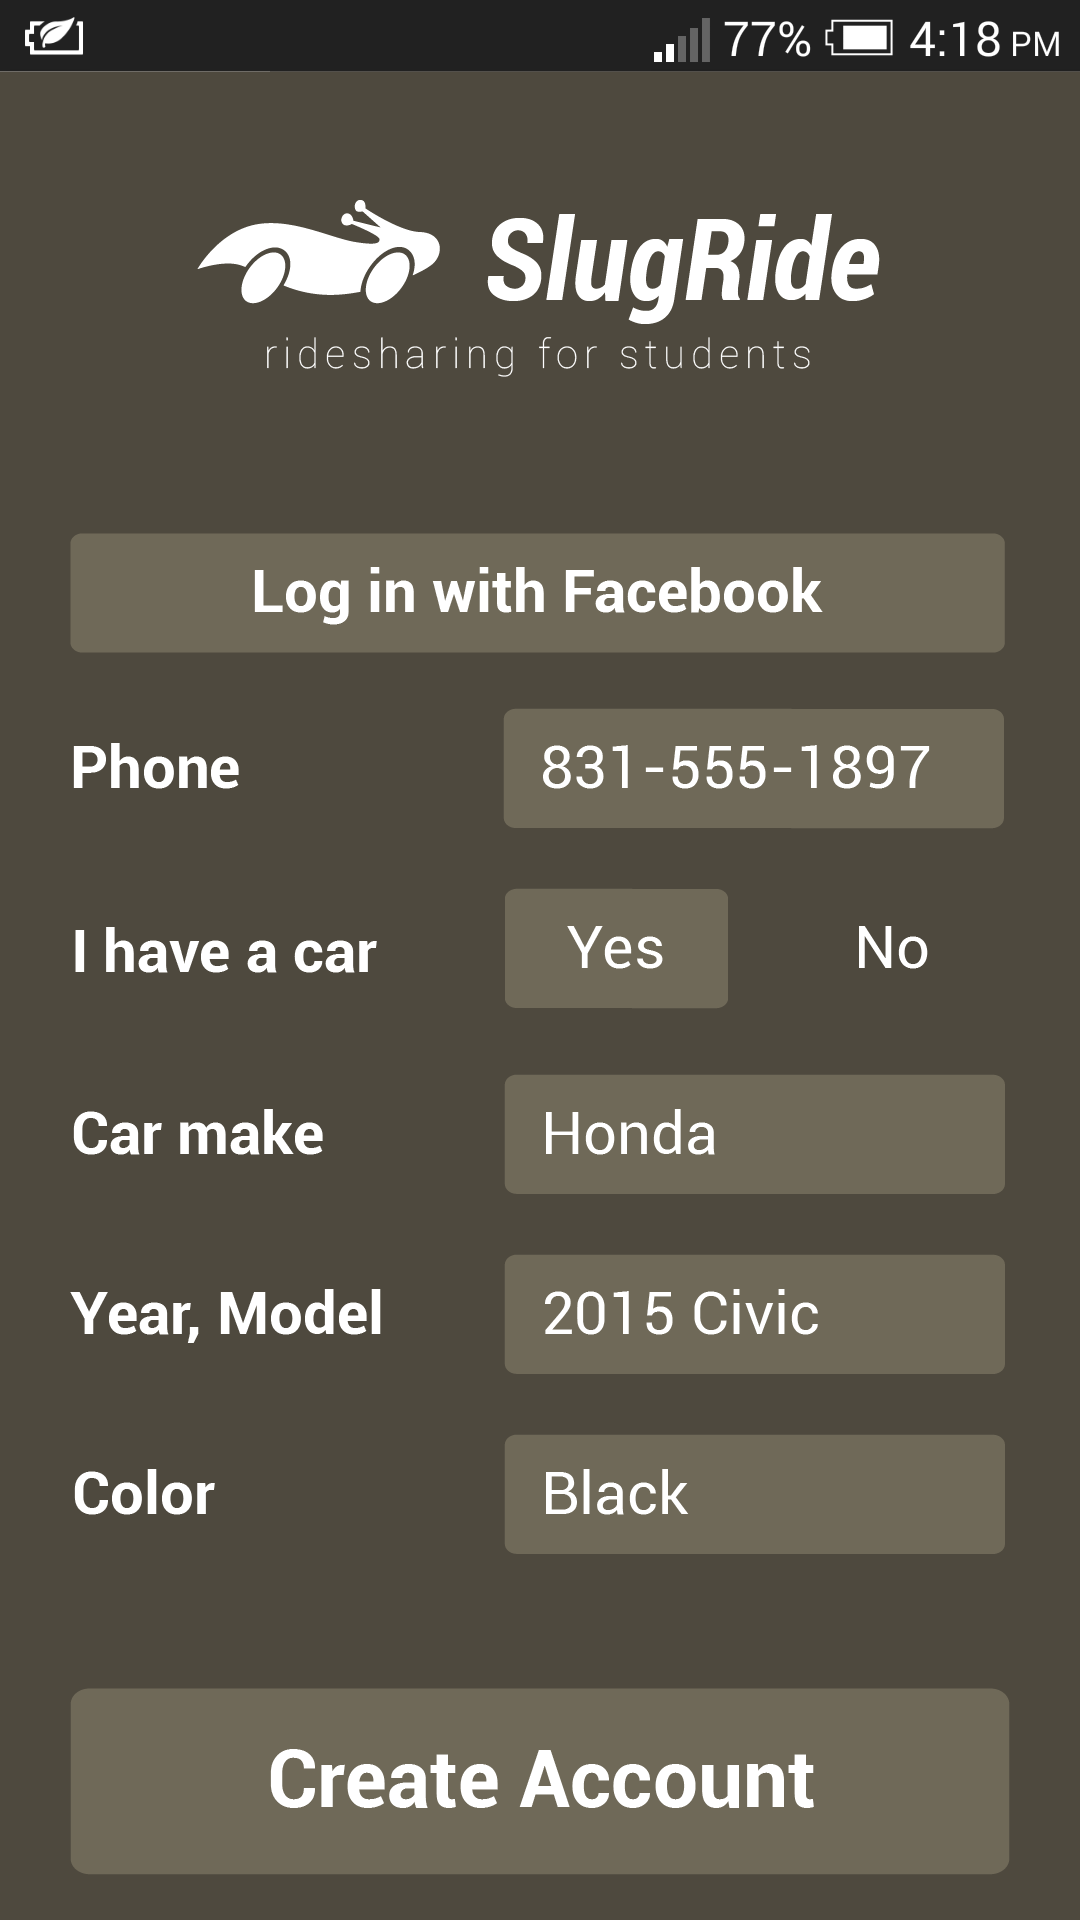 77% 4:18 PM
SlugRide
ridesharing for students
Log in with Facebook
Phone 831-555-1897
I have a car Yes No
Car make Honda
Year, Model 2015 Civic
Color Black
Create Account